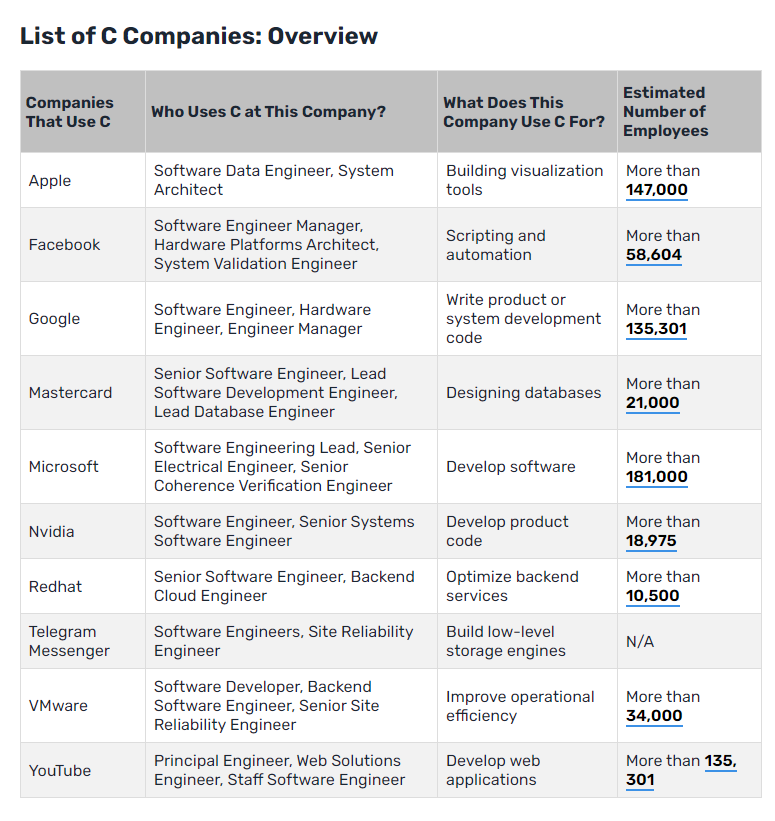 List of C Companies: Overview
Companies
That Use C
Who Uses C at This Company?
What Does This
Company Use C For?
Estimated
Number of
Employees
Apple
Software Data Engineer, System
Architect
Building visualization
tools
More than
147,000
Facebook
Software Engineer Manager,
Hardware Platforms Architect,
System Validation Engineer
Scripting and
automation
More than
58,604
Google
Software Engineer, Hardware
Engineer, Engineer Manager
Write product or
system development
code
More than
135,301
Mastercard
Senior Software Engineer, Lead
Software Development Engineer,
Lead Database Engineer
Designing databases
More than
21,000
Microsoft
Software Engineering Lead, Senior
Electrical Engineer, Senior
Coherence Verification Engineer
Develop software
More than
181,000
Nvidia
Software Engineer, Senior Systems
Software Engineer
Develop product
code
More than
18,975
Redhat
Senior Software Engineer, Backend
Cloud Engineer
Optimize backend
services
More than
10,500
Telegram
Messenger
Software Engineers, Site Reliability
Engineer
Build low-level
storage engines
N/A
VMware
Software Developer, Backend
Software Engineer, Senior Site
Reliability Engineer
Improve operational
efficiency
More than
34,000
YouTube
Principal Engineer, Web Solutions
Engineer, Staff Software Engineer
Develop web
applications
More than 135,
301